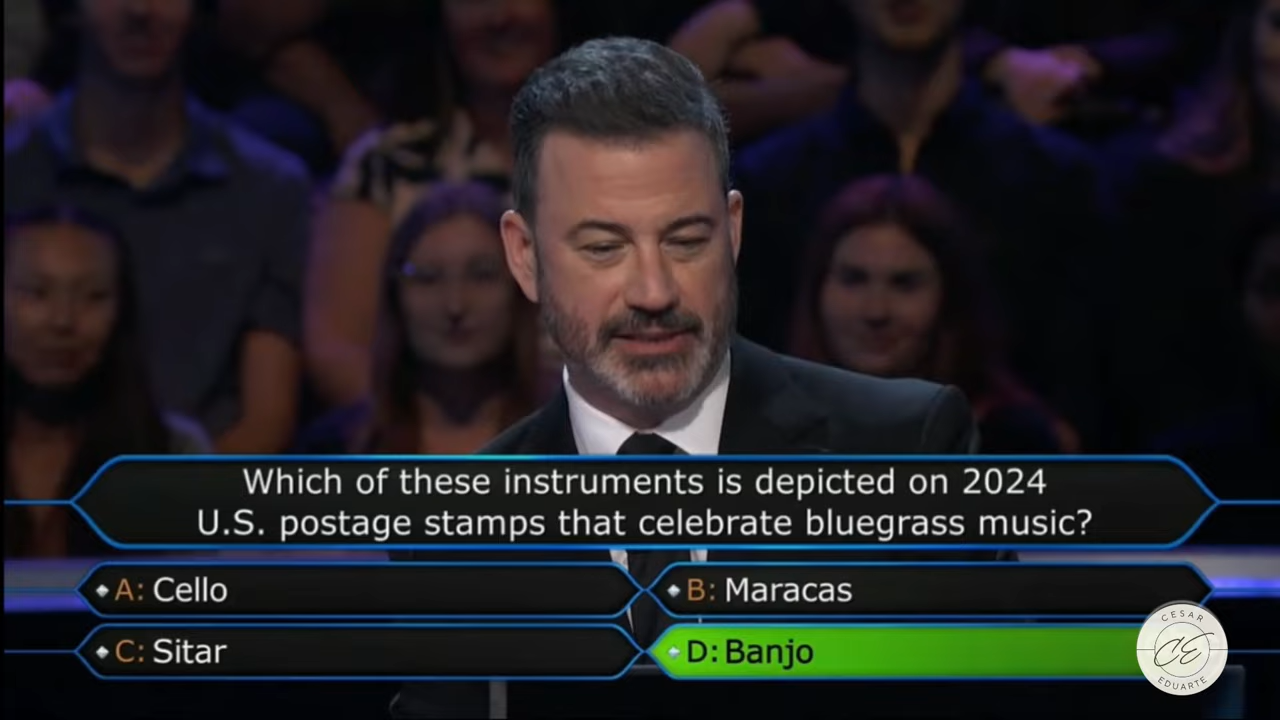 Which of these instruments is depicted on 2024
U.S. postage stamps that celebrate bluegrass music?
A: Cello
B: Maracas
C: Sitar
D: Banjo
CESAR
CE
EDUARTE